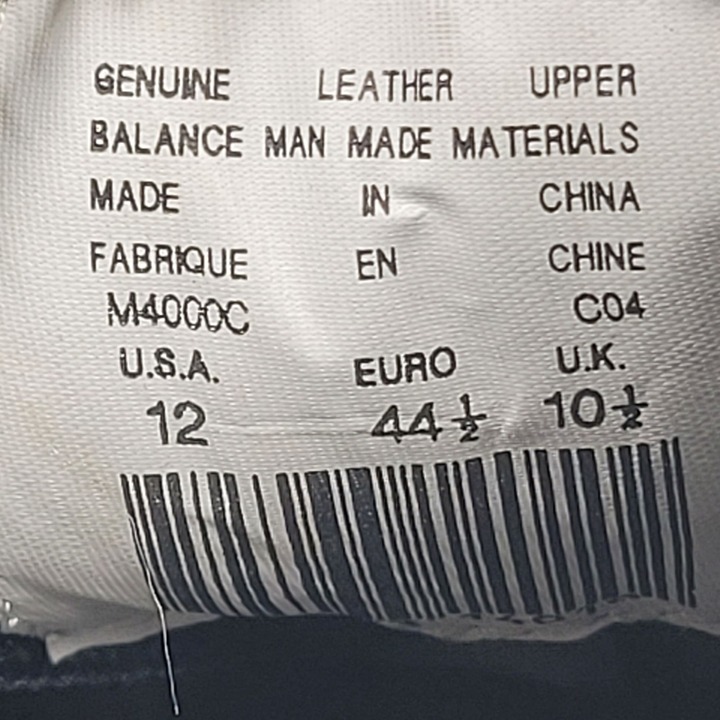 GENUINE LEATHER UPPER
BALANCE MAN MADE MATERIALS
MADE IN CHINA
FABRIQUE EN CHINE
M4000C C04
U.S.A. EURO U.K.
12 44½ 10½